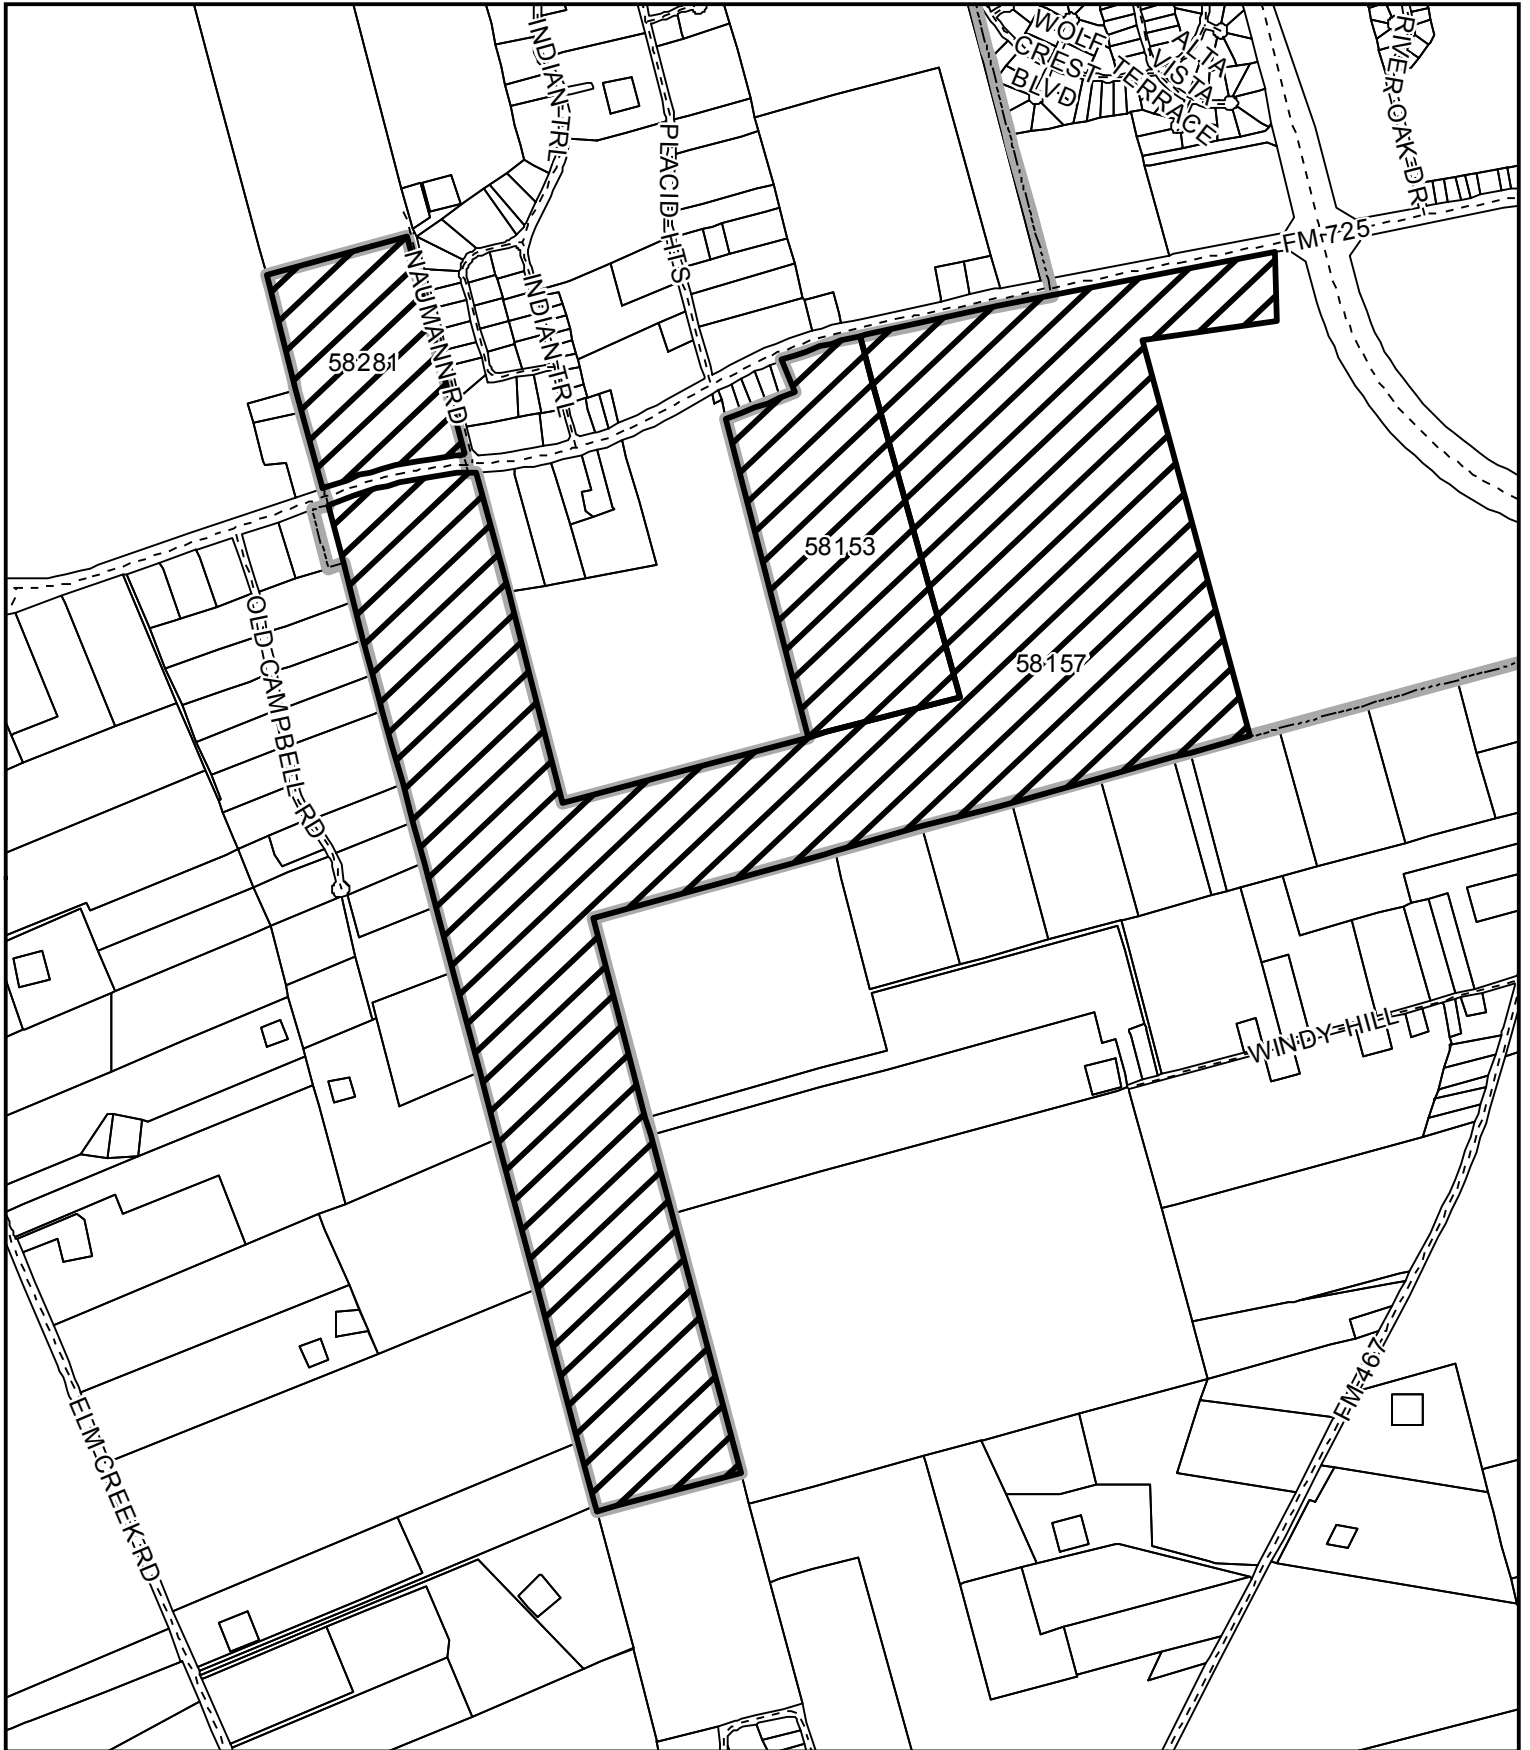 WOLF
CREST
BLVD
ALTA
VISTA
TERRACE
RIVER OAK DR
INDIAN TRL
PLACID HTS
FM 725
NAUMANN RD
INDIAN TRL
58281
58153
58157
OLD CAMPBELL RD
WINDY HILL
FM 467
ELM CREEK RD